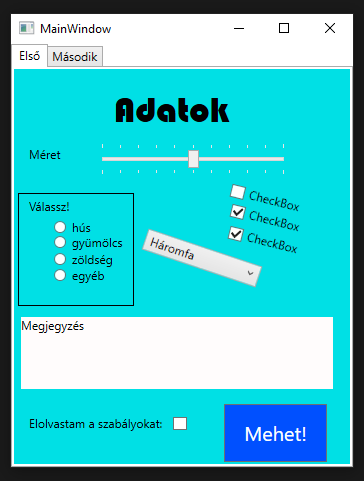 MainWindow
Első
Második
Adatok
Méret
CheckBox
Válassz!
CheckBox
hús
CheckBox
gyümölcs
Háromfa
zöldség
egyéb
Megjegyzés
Elolvastam a szabályokat:
Mehet!